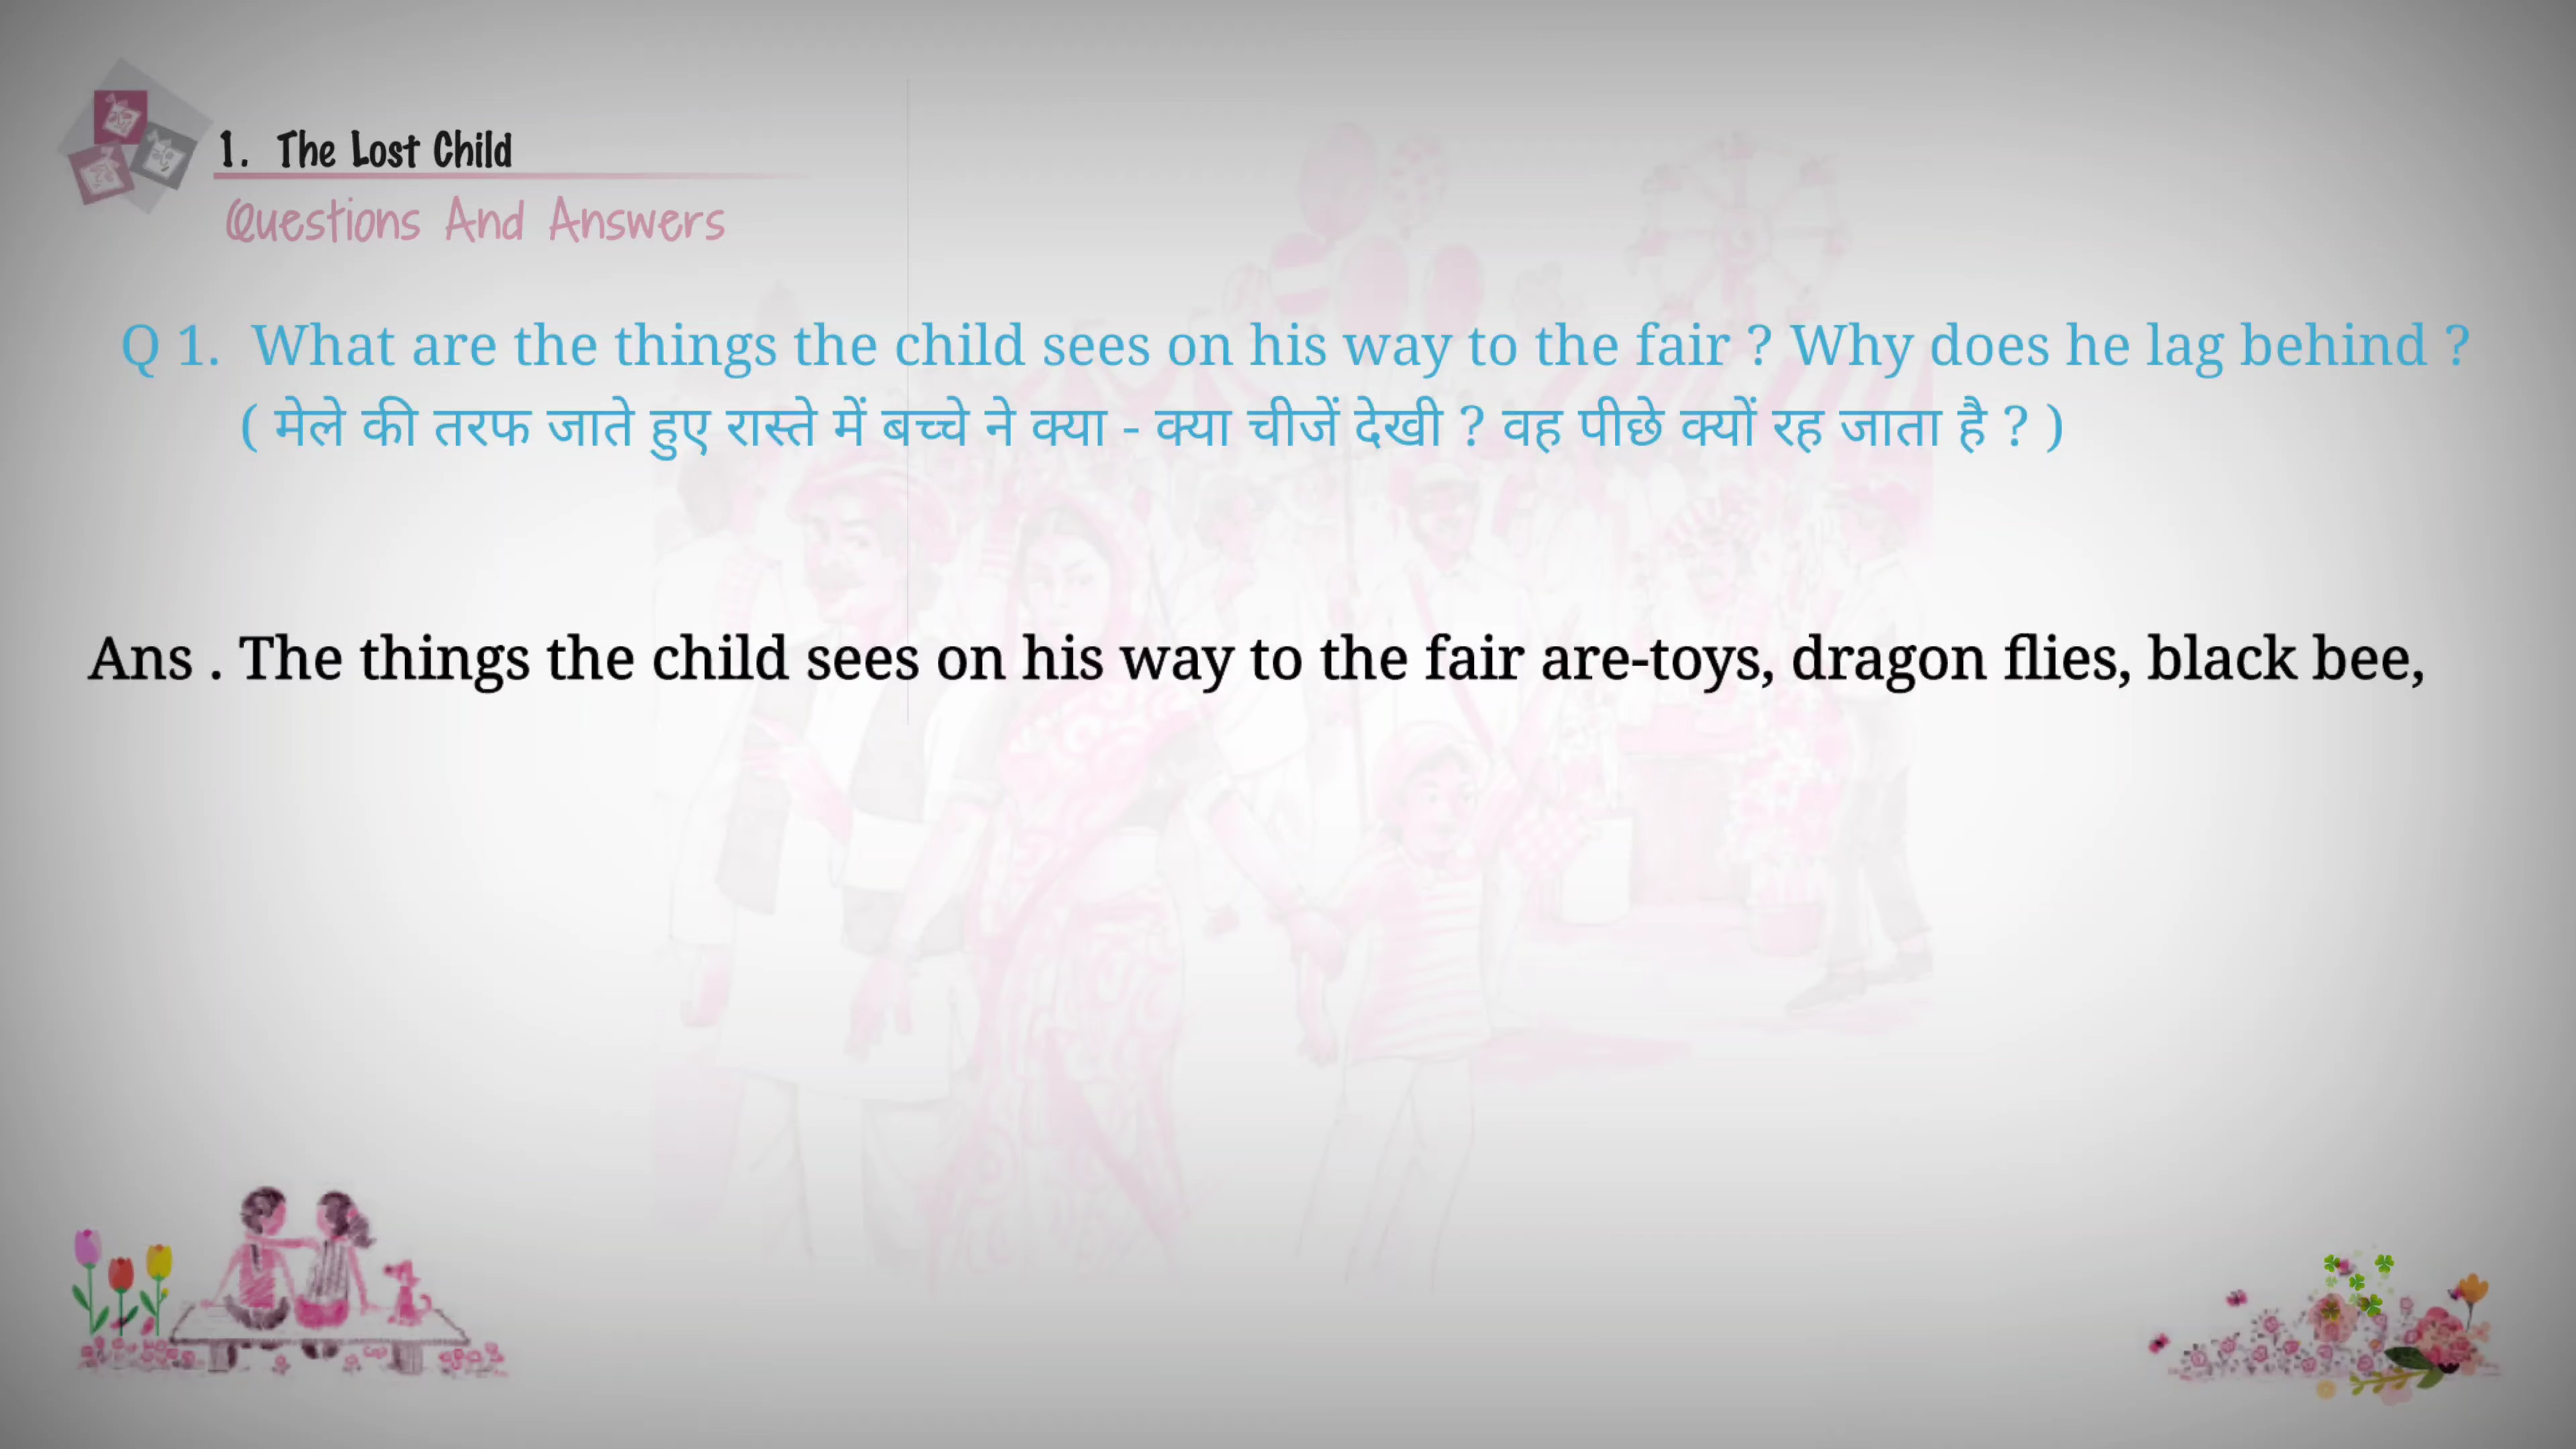 1. The Lost Child
Questions And Answers
Q 1. What are the things the child sees on his way to the fair ? Why does he lag behind ?
( मेले की तरफ जाते हुए रास्ते में बच्चे ने क्या - क्या चीजें देखी ? वह पीछे क्यों रह जाता है ? )
Ans . The things the child sees on his way to the fair are-toys, dragon flies, black bee,